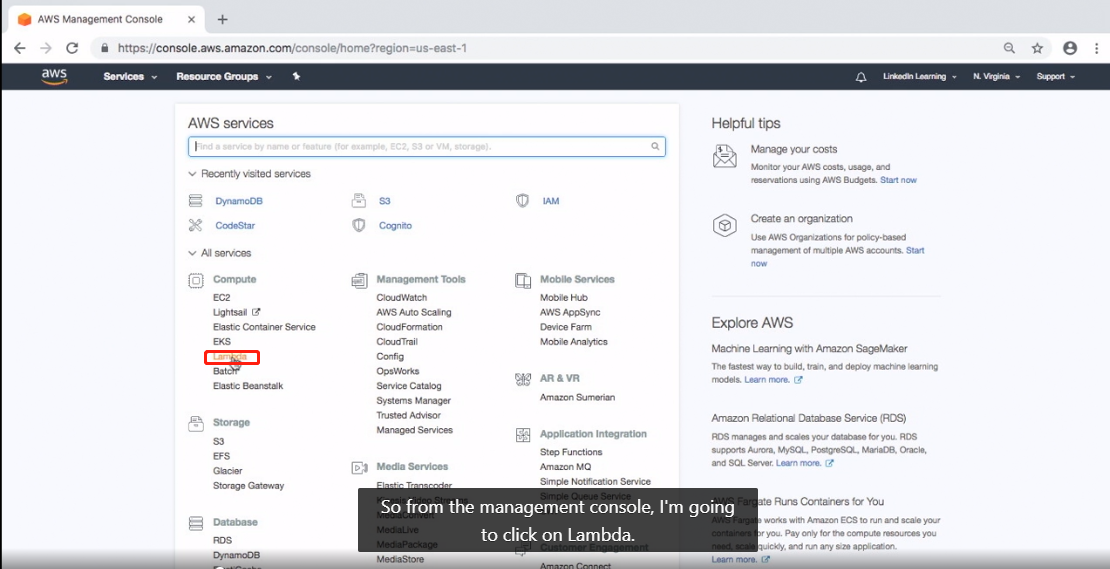 AWS Management Console
https://console.aws.amazon.com/console/home?region=us-east-1
aws
Services
Resource Groups
LinkedIn Learning
N. Virginia
Support
AWS services
Find a service by name or feature (for example, EC2, S3 or VM, storage).
Recently visited services
DynamoDB
S3
IAM
CodeStar
Cognito
All services
Compute
EC2
Lightsail
Elastic Container Service
EKS
Lambda
Batch
Elastic Beanstalk
Storage
S3
EFS
Glacier
Storage Gateway
Database
RDS
DynamoDB
Management Tools
CloudWatch
AWS Auto Scaling
CloudFormation
CloudTrail
Config
OpsWorks
Service Catalog
Systems Manager
Trusted Advisor
Managed Services
Media Services
Elastic Transcoder
Kinesis Video Streams
MediaConvert
MediaLive
MediaPackage
MediaStore
Mobile Services
Mobile Hub
AWS AppSync
Device Farm
Mobile Analytics
AR & VR
Amazon Sumerian
Application Integration
Step Functions
Amazon MQ
Simple Notification Service
Simple Queue Service
Customer Engagement
Amazon Connect
Helpful tips
Manage your costs
Monitor your AWS costs, usage, and
reservations using AWS Budgets. Start now
Create an organization
Use AWS Organizations for policy-based
management of multiple AWS accounts. Start
now
Explore AWS
Machine Learning with Amazon SageMaker
The fastest way to build, train, and deploy machine learning
models. Learn more.
Amazon Relational Database Service (RDS)
RDS manages and scales your database for you. RDS
supports Aurora, MySQL, PostgreSQL, MariaDB, Oracle,
and SQL Server. Learn more.
AWS Fargate Runs Containers for You
AWS Fargate works with Amazon ECS to run and scale your
containers for you. Pay only for the compute resources you
need, scale quickly, and run any size application.
Learn more.
So from the management console, I'm going
to click on Lambda.